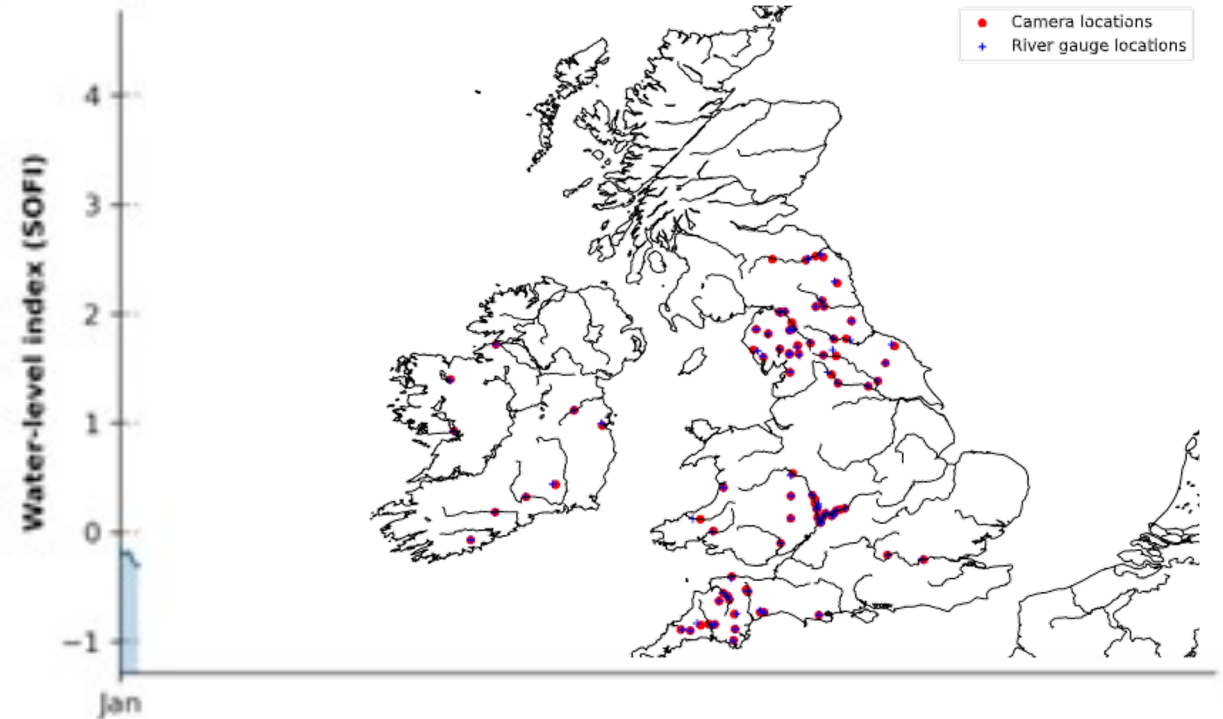 Camera locations
River gauge locations
Water-level index (SOFI)
4
3
2
1
0
−1
Jan